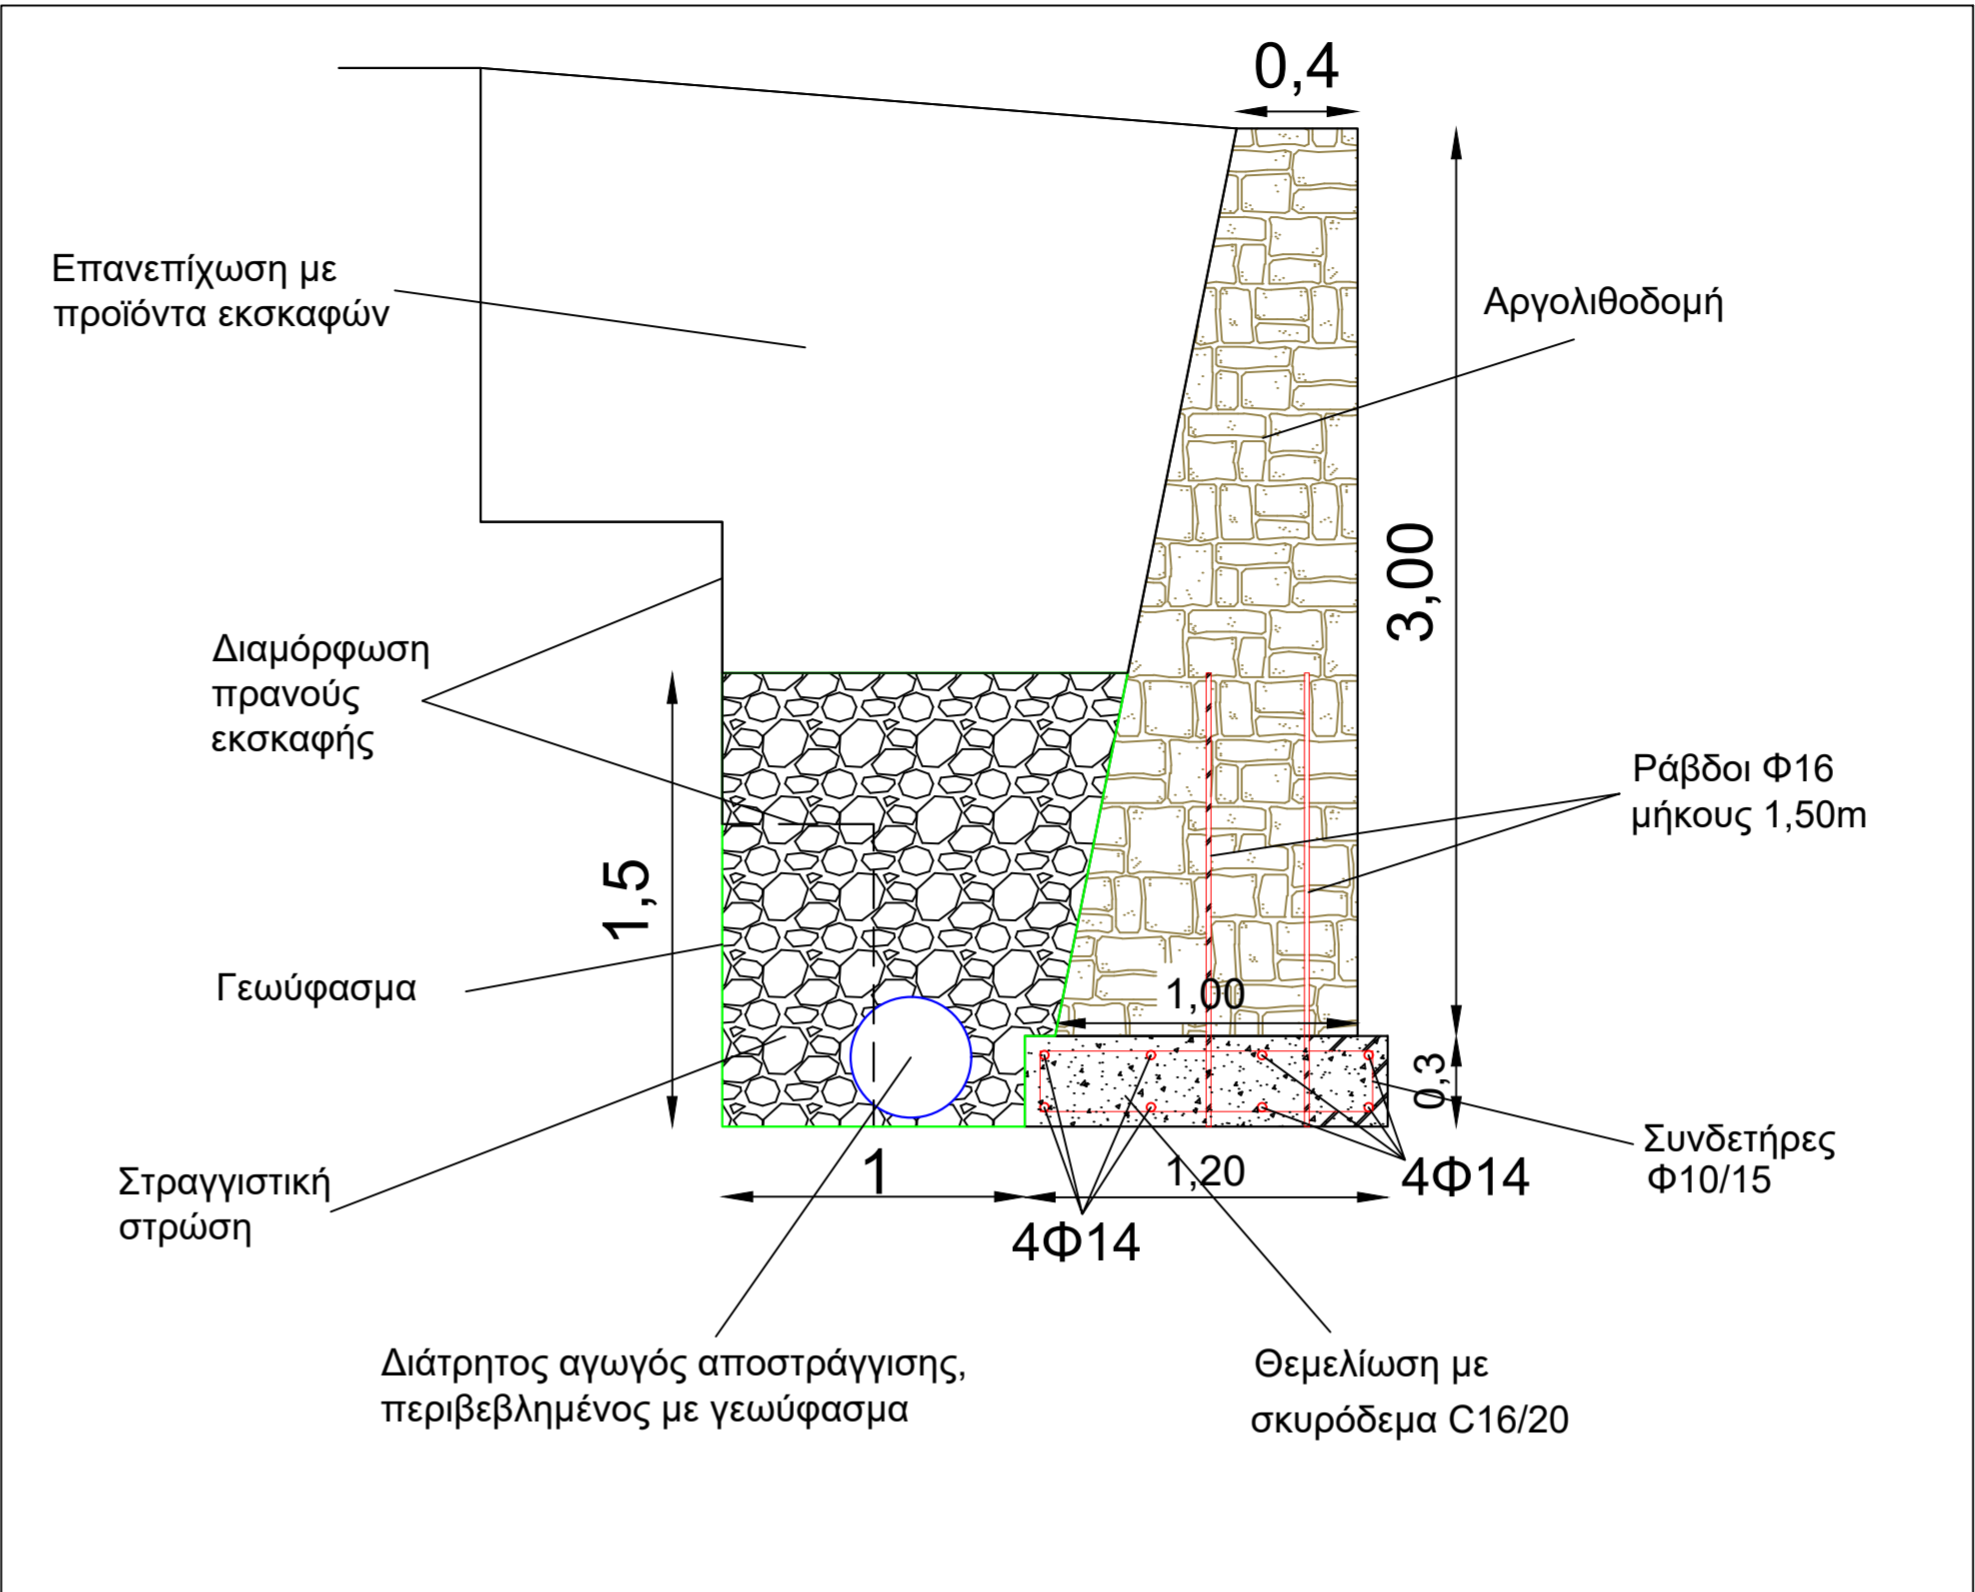 0,4
Επανεπίχωση με
προϊόντα εκσκαφών
Αργολιθοδομή
3,00
Διαμόρφωση
πρανούς
εκσκαφής
Ράβδοι Φ16
μήκους 1,50m
1,5
Γεωύφασμα
1,00
0,3
Συνδετήρες
Φ10/15
Στραγγιστική
στρώση
1
1,20
4Φ14
4Φ14
Διάτρητος αγωγός αποστράγγισης,
περιβεβλημένος με γεωύφασμα
Θεμελίωση με
σκυρόδεμα C16/20